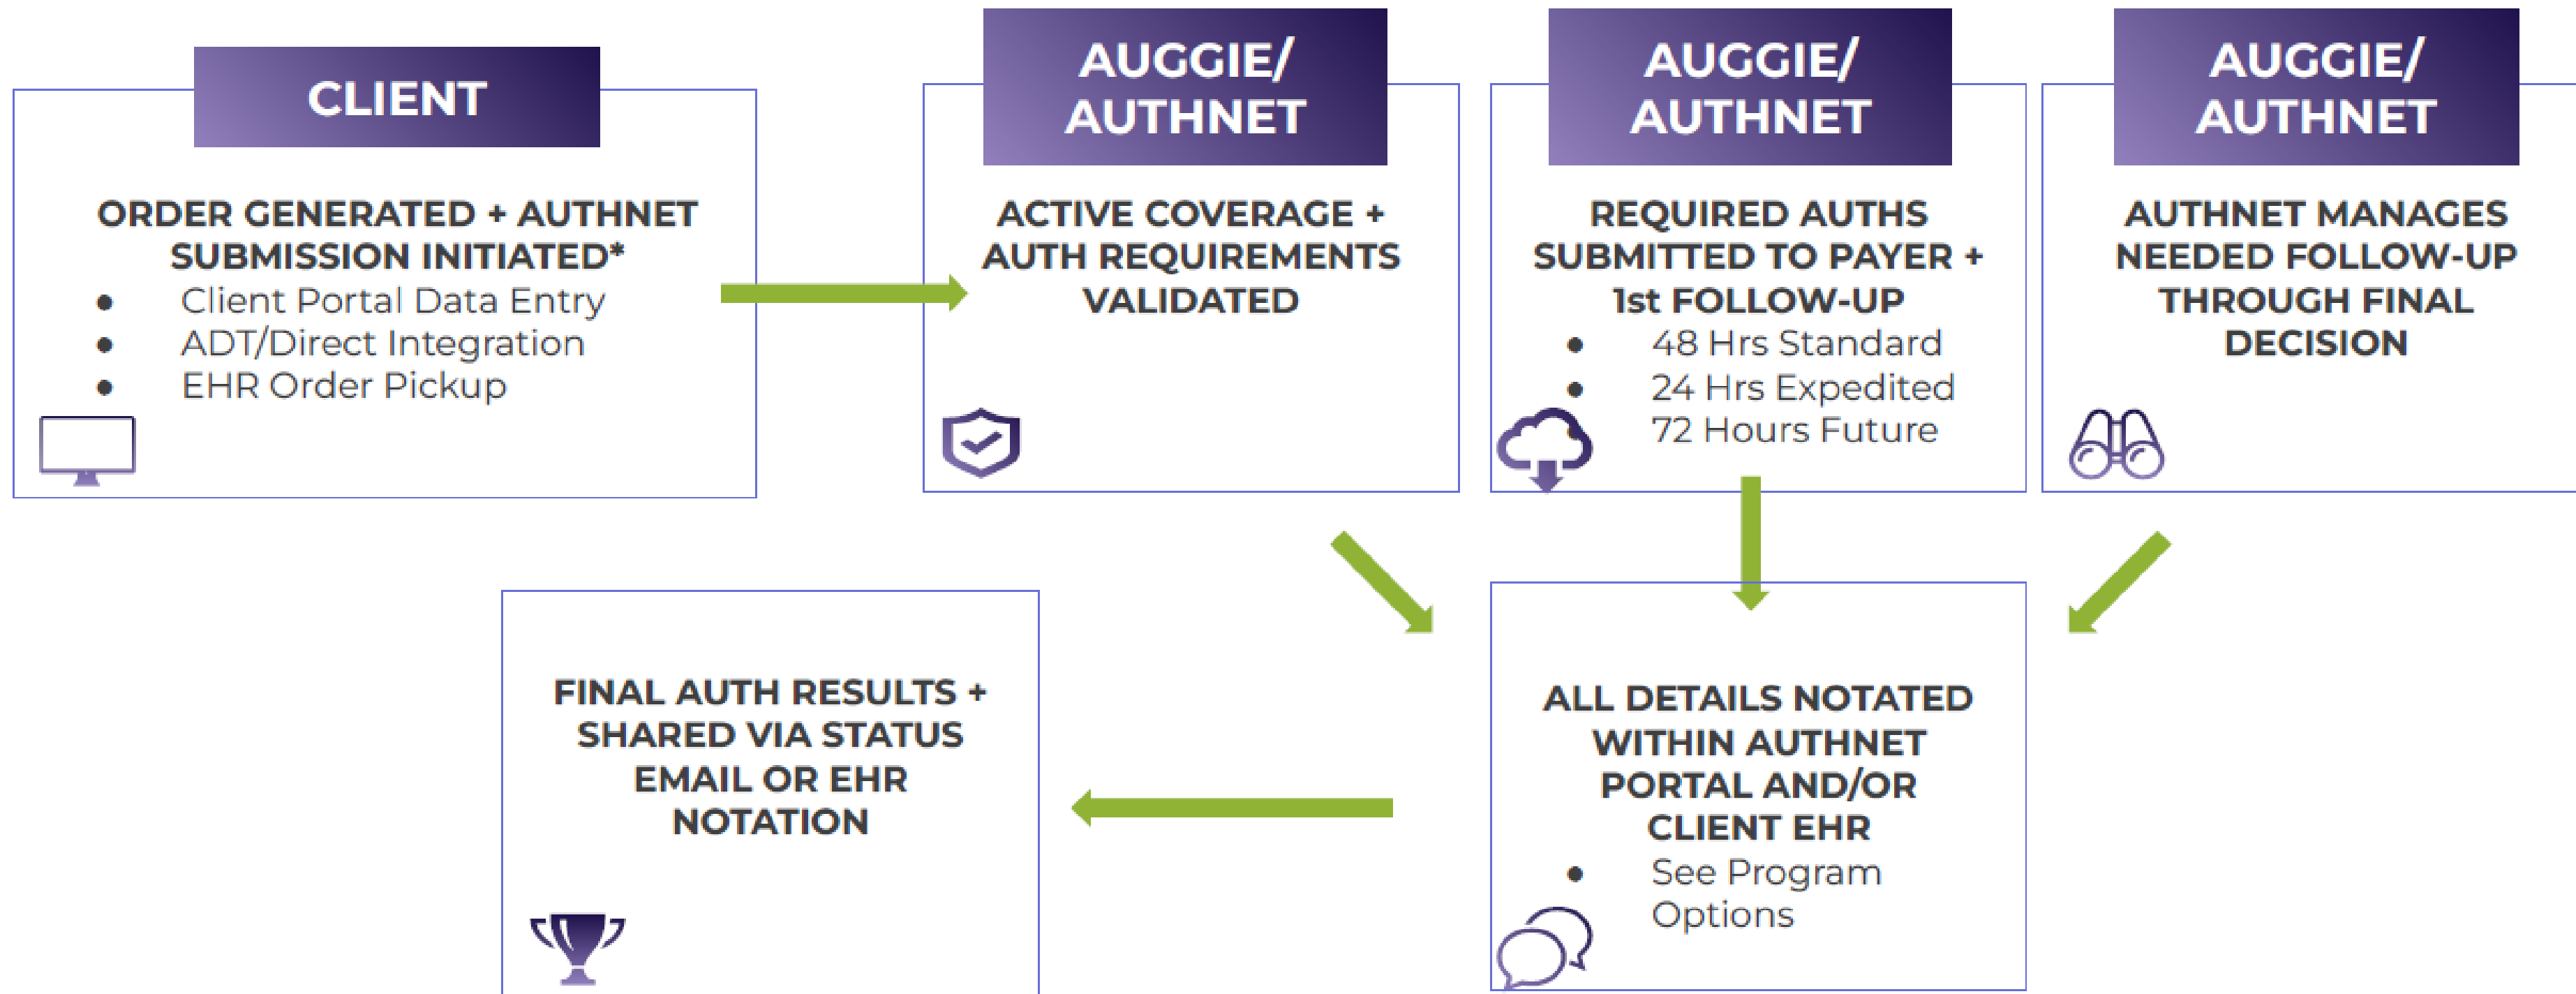 CLIENT
ORDER GENERATED + AUTHNET
SUBMISSION INITIATED*
● Client Portal Data Entry
● ADT/Direct Integration
● EHR Order Pickup
AUGGIE/
AUTHNET
ACTIVE COVERAGE +
AUTH REQUIREMENTS
VALIDATED
AUGGIE/
AUTHNET
REQUIRED AUTHS
SUBMITTED TO PAYER +
1st FOLLOW-UP
● 48 Hrs Standard
● 24 Hrs Expedited
● 72 Hours Future
AUGGIE/
AUTHNET
AUTHNET MANAGES
NEEDED FOLLOW-UP
THROUGH FINAL
DECISION
FINAL AUTH RESULTS +
SHARED VIA STATUS
EMAIL OR EHR
NOTATION
ALL DETAILS NOTATED
WITHIN AUTHNET
PORTAL AND/OR
CLIENT EHR
● See Program
Options